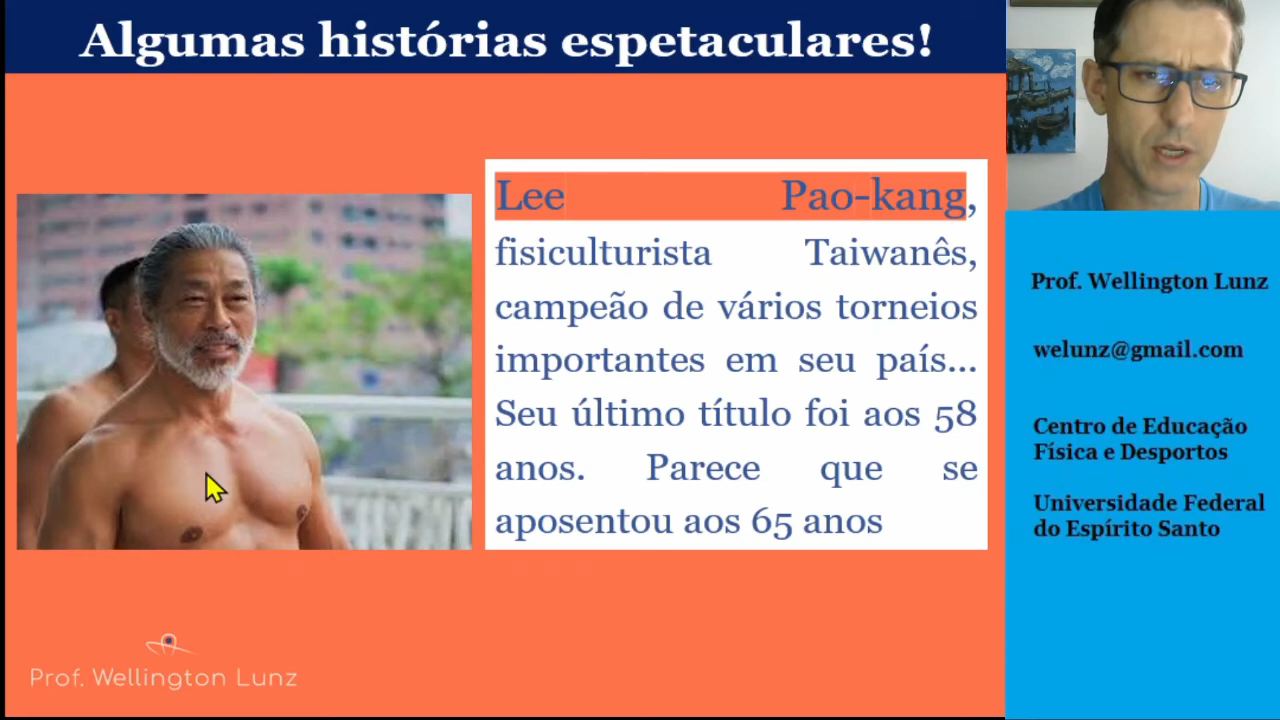 Algumas histórias espetaculares!
Lee Pao-kang,
fisiculturista Taiwanês,
campeão de vários torneios
importantes em seu país...
Seu último título foi aos 58
anos. Parece que se
aposentou aos 65 anos
Prof. Wellington Lunz
Prof. Wellington Lunz
welunz@gmail.com
Centro de Educação
Física e Desportos
Universidade Federal
do Espírito Santo